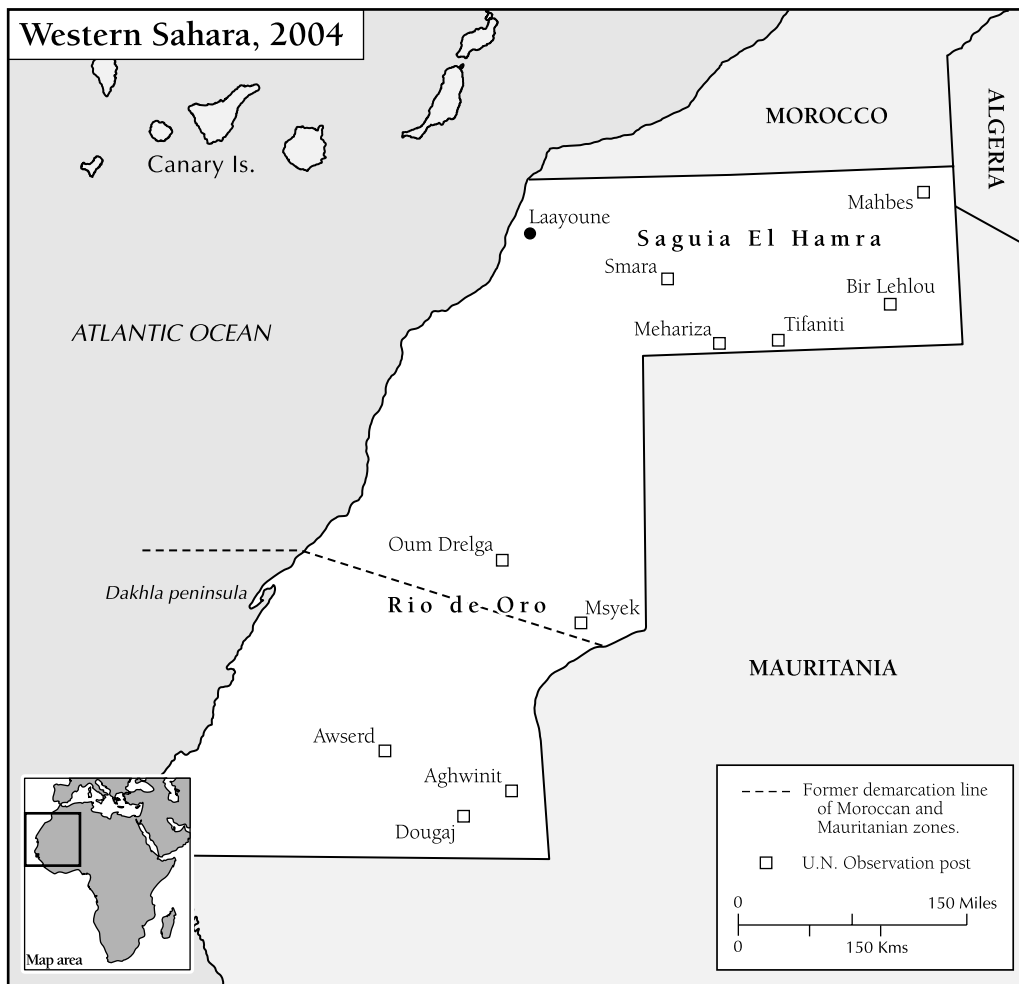 Western Sahara, 2004
MOROCCO
ALGERIA
Canary Is.
Mahbes
Laayoune
Saguia El Hamra
Smara
Bir Lehlou
ATLANTIC OCEAN
Mehariza
Tifaniti
Oum Drelga
Dakhla peninsula
Rio de Oro
Msyek
MAURITANIA
Awserd
Aghwinit
Dougaj
Former demarcation line
of Moroccan and
Mauritanian zones.
U.N. Observation post
0
150 Miles
0
150 Kms
Map area